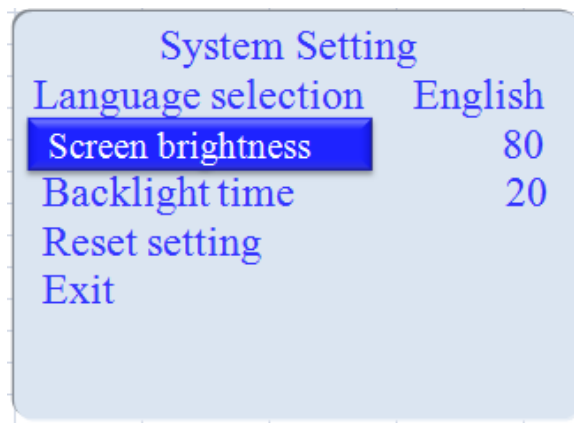 System Setting
Language selection English
Screen brightness 80
Backlight time 20
Reset setting
Exit